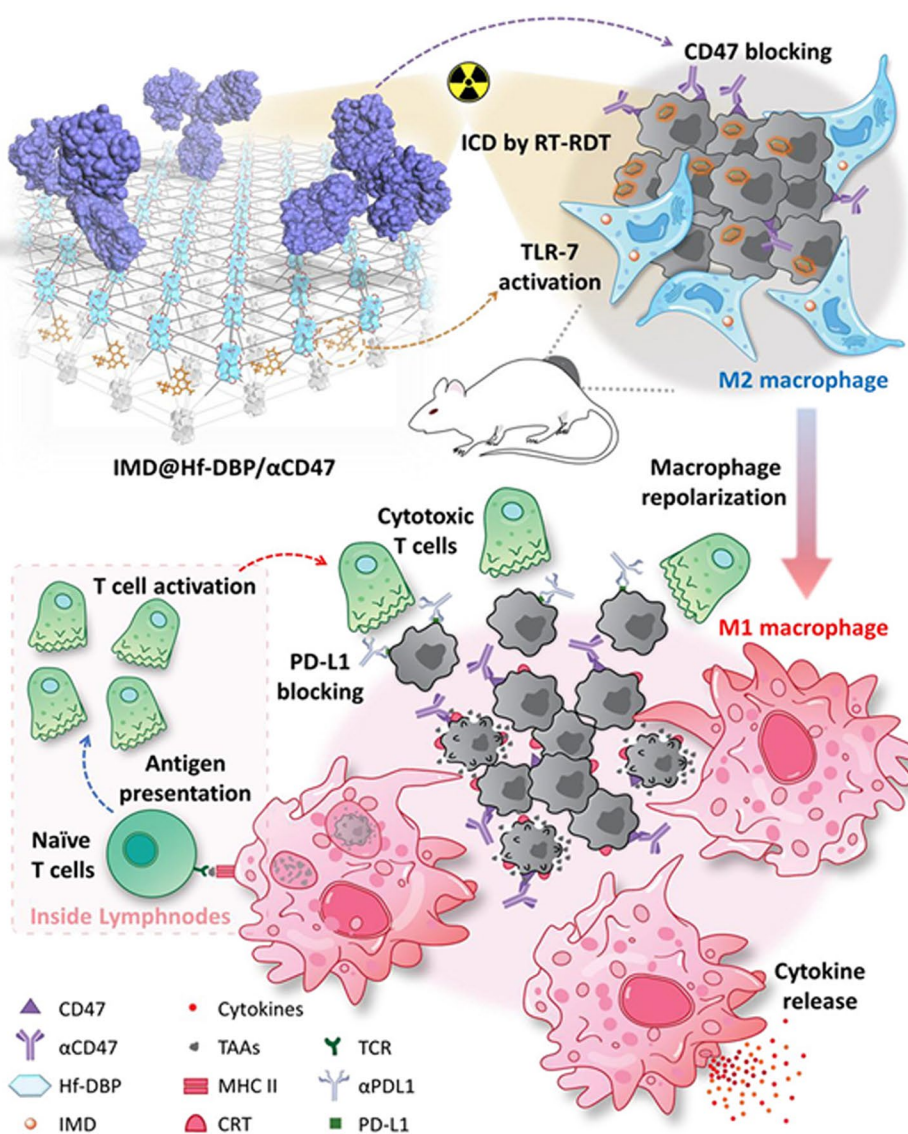 CD47 blocking
ICD by RT-RDT
TLR-7
activation
M2 macrophage
IMD@Hf-DBP/αCD47
Macrophage
repolarization
Cytotoxic
T cells
T cell activation
M1 macrophage
PD-L1
blocking
Antigen
presentation
Naïve
T cells
Inside Lymphnodes
Cytokine
release
CD47
Cytokines
αCD47
TAAs
TCR
Hf-DBP
MHC II
αPDL1
IMD
CRT
PD-L1